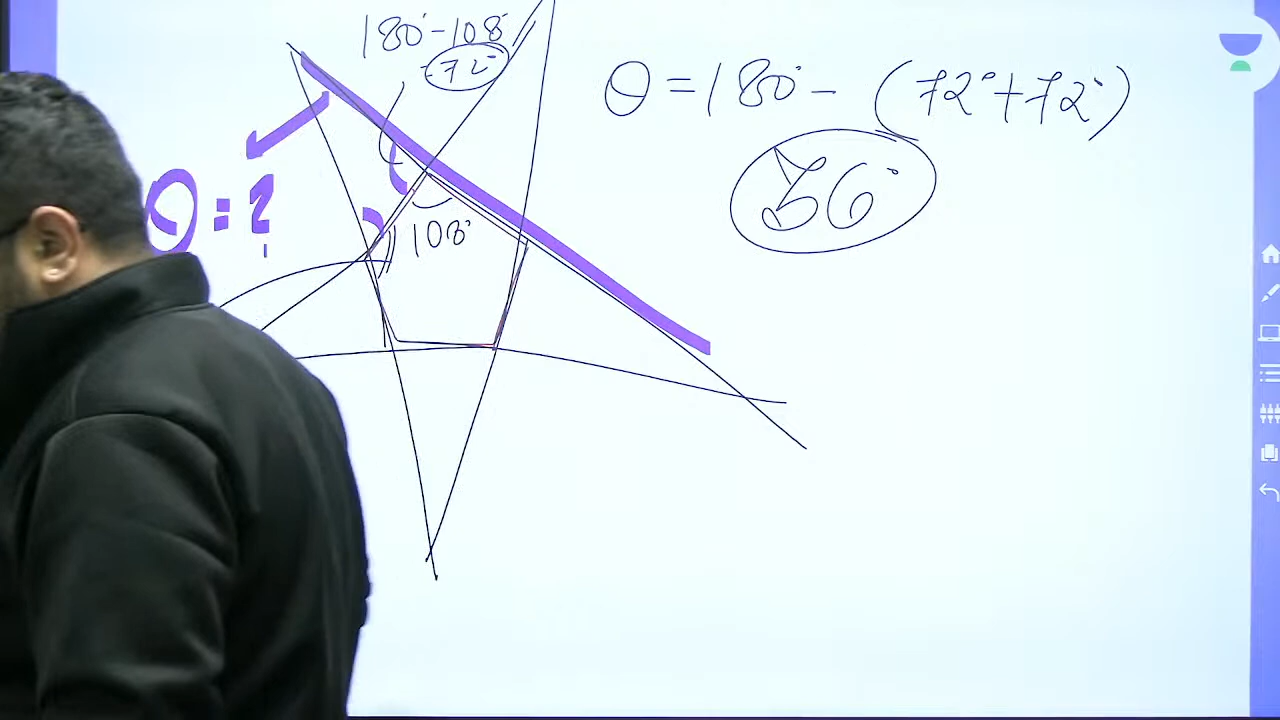 180°-108°
72°
θ = 180° - (72° + 72°)
36°
θ = ?
108°